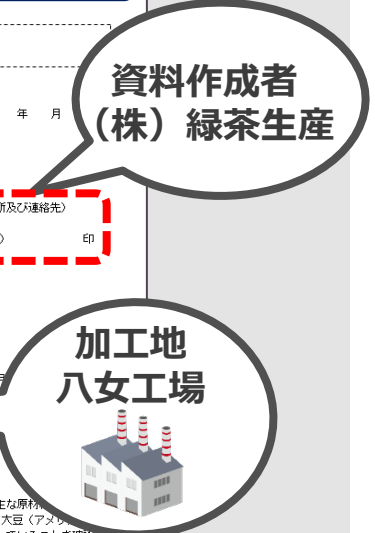 資料作成者
(株)緑茶生産
年 月
所及び連絡先)
) 印
加工地
八女工場
主な原材
大豆(アメリ